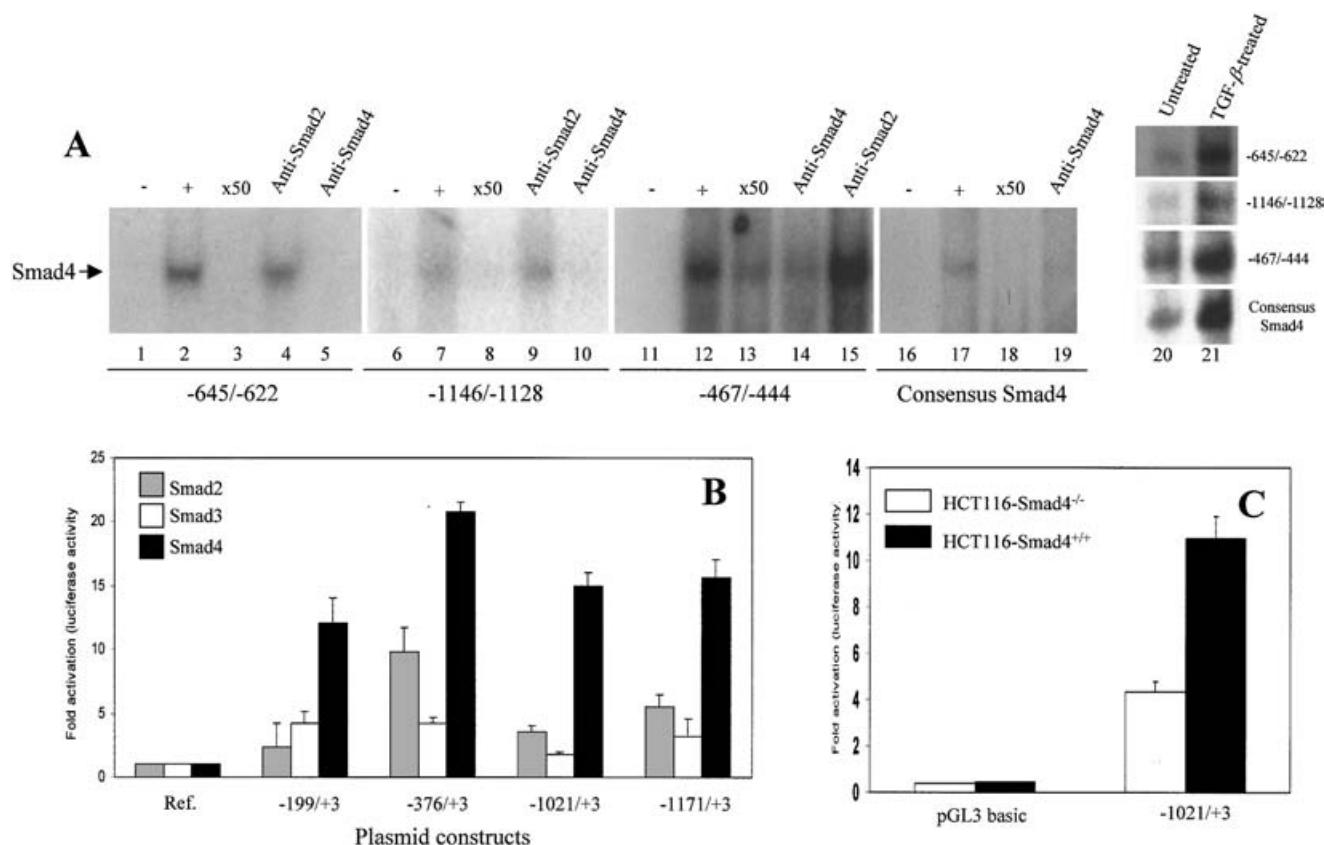 A
Smad4
- + x50 Anti-Smad2 Anti-Smad4
- + x50 Anti-Smad2 Anti-Smad4
- + x50 Anti-Smad4 Anti-Smad2
- + x50 Anti-Smad4
1 2 3 4 5 6 7 8 9 10 11 12 13 14 15 16 17 18 19
-645/-622 -1146/-1128 -467/-444 Consensus Smad4
Untreated TGF-β-treated
-645/-622
-1146/-1128
-467/-444
Consensus
Smad4
20 21
B
Fold activation (luciferase activity)
25
20
15
10
5
0
Smad2
Smad3
Smad4
Ref. -199/+3 -376/+3 -1021/+3 -1171/+3
Plasmid constructs
C
Fold activation (luciferase activity
14
12
10
8
6
4
2
0
HCT116-Smad4-/-
HCT116-Smad4+/+
pGL3 basic -1021/+3